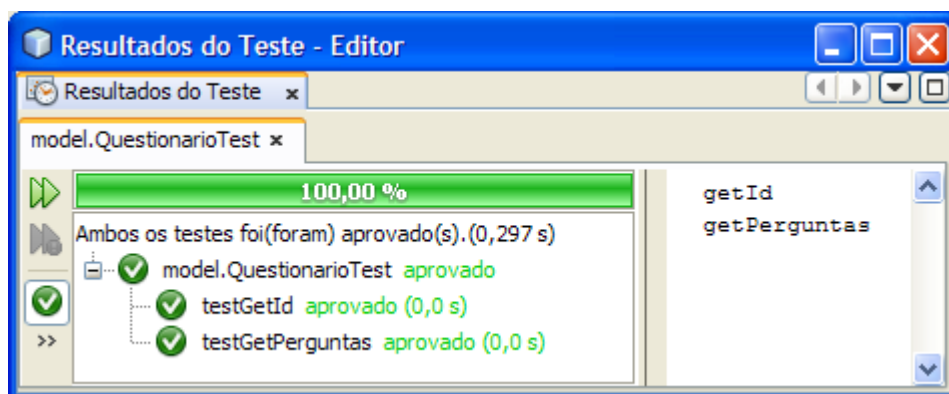 Resultados do Teste - Editor
Resultados do Teste
model.QuestionarioTest
100,00 %
Ambos os testes foi(foram) aprovado(s).(0,297 s)
model.QuestionarioTest aprovado
testGetId aprovado (0,0 s)
testGetPerguntas aprovado (0,0 s)
getId
getPerguntas